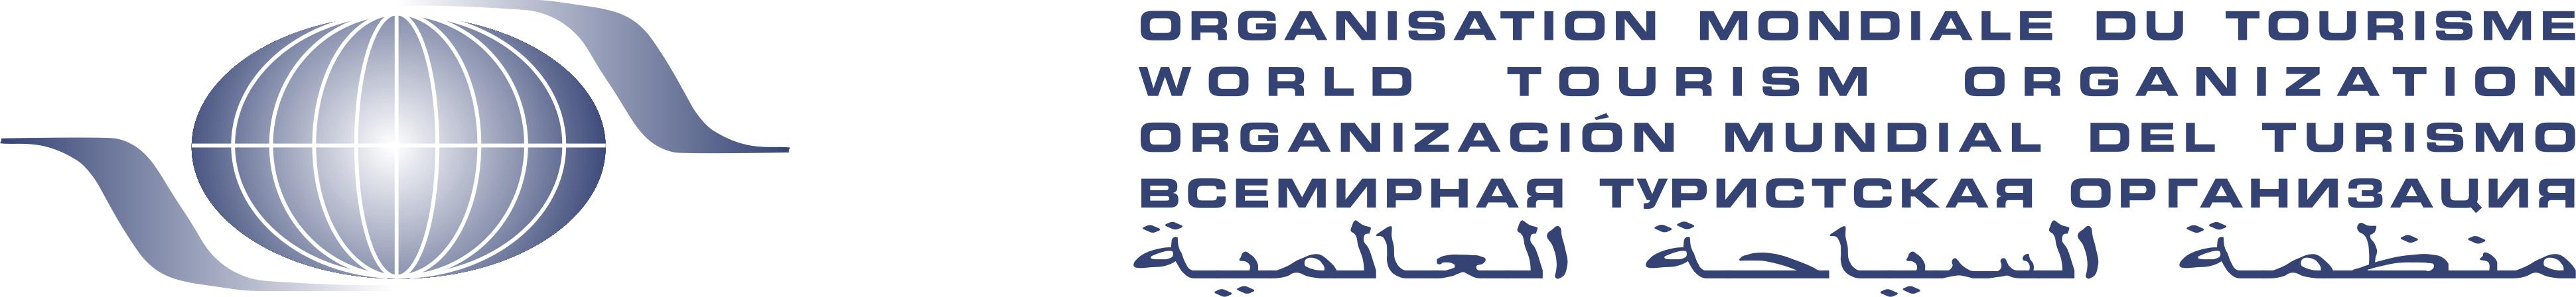 ORGANISATION MONDIALE DU TOURISME
WORLD TOURISM ORGANIZATION
ORGANIZACIÓN MUNDIAL DEL TURISMO
ВСЕМИРНАЯ ТУРИСТСКАЯ ОРГАНИЗАЦИЯ
منظمة السياحة العالمية